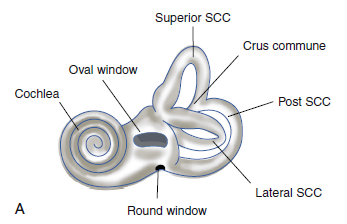 Superior SCC
Crus commune
Oval window
Cochlea
Post SCC
Lateral SCC
Round window
A